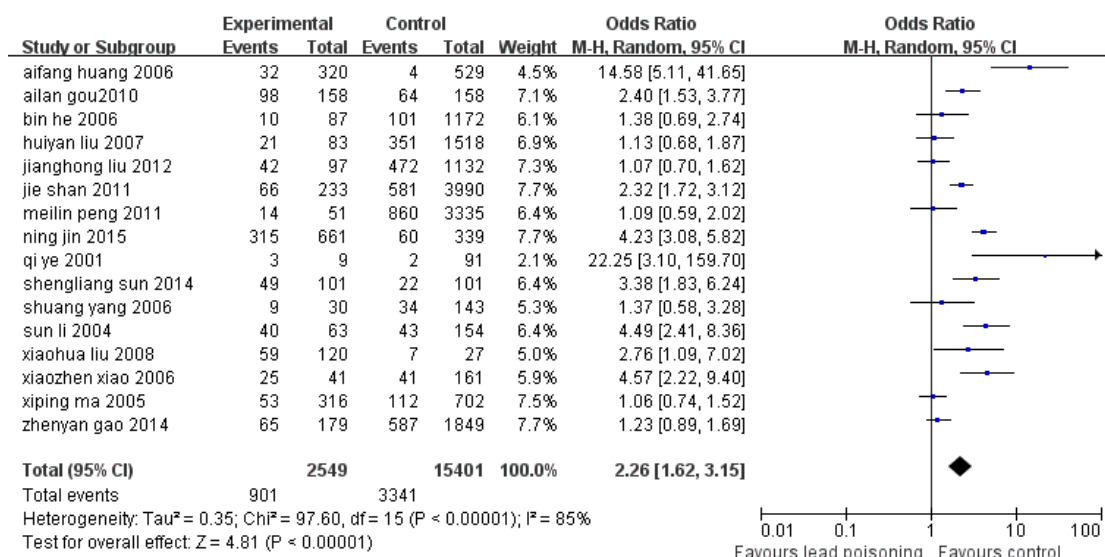 Experimental Control Odds Ratio Odds Ratio
Study or Subgroup Events Total Events Total Weight M-H, Random, 95% CI M-H, Random, 95% CI
aifang huang 2006 32 320 4 529 4.5% 14.58 [5.11, 41.65]
ailan gou2010 98 158 64 158 7.1% 2.40 [1.53, 3.77]
bin he 2006 10 87 101 1172 6.1% 1.38 [0.69, 2.74]
huiyan liu 2007 21 83 351 1518 6.9% 1.13 [0.68, 1.87]
jianghong liu 2012 42 97 472 1132 7.3% 1.07 [0.70, 1.62]
jie shan 2011 66 233 581 3990 7.7% 2.32 [1.72, 3.12]
meilin peng 2011 14 51 860 3335 6.4% 1.09 [0.59, 2.02]
ning jin 2015 315 661 60 339 7.7% 4.23 [3.08, 5.82]
qi ye 2001 3 9 2 91 2.1% 22.25 [3.10, 159.70]
shengliang sun 2014 49 101 22 101 6.4% 3.38 [1.83, 6.24]
shuang yang 2006 9 30 34 143 5.3% 1.37 [0.58, 3.28]
sun li 2004 40 63 43 154 6.4% 4.49 [2.41, 8.36]
xiaohua liu 2008 59 120 7 27 5.0% 2.76 [1.09, 7.02]
xiaozhen xiao 2006 25 41 41 161 5.9% 4.57 [2.22, 9.40]
xiping ma 2005 53 316 112 702 7.5% 1.06 [0.74, 1.52]
zhenyan gao 2014 65 179 587 1849 7.7% 1.23 [0.89, 1.69]
Total (95% CI) 2549 15401 100.0% 2.26 [1.62, 3.15]
Total events 901 3341
Heterogeneity: Tau² = 0.35; Chi² = 97.60, df = 15 (P < 0.00001); I² = 85%
Test for overall effect: Z = 4.81 (P < 0.00001)
0.01 0.1 1 10 100
Favours lead poisoning Favours control